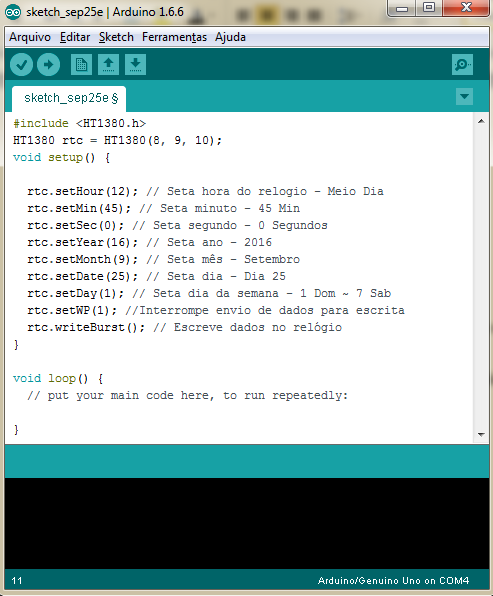 sketch_sep25e | Arduino 1.6.6
Arquivo Editar Sketch Ferramentas Ajuda
sketch_sep25e §
#include <HT1380.h>
HT1380 rtc = HT1380(8, 9, 10);
void setup() {
rtc.setHour(12); // Seta hora do relogio - Meio Dia
rtc.setMin(45); // Seta minuto - 45 Min
rtc.setSec(0); // Seta segundo - 0 Segundos
rtc.setYear(16); // Seta ano - 2016
rtc.setMonth(9); // Seta mês - Setembro
rtc.setDate(25); // Seta dia - Dia 25
rtc.setDay(1); // Seta dia da semana - 1 Dom ~ 7 Sab
rtc.setWP(1); //Interrompe envio de dados para escrita
rtc.writeBurst(); // Escreve dados no relógio
}
void loop() {
// put your main code here, to run repeatedly:
}
11 Arduino/Genuino Uno on COM4